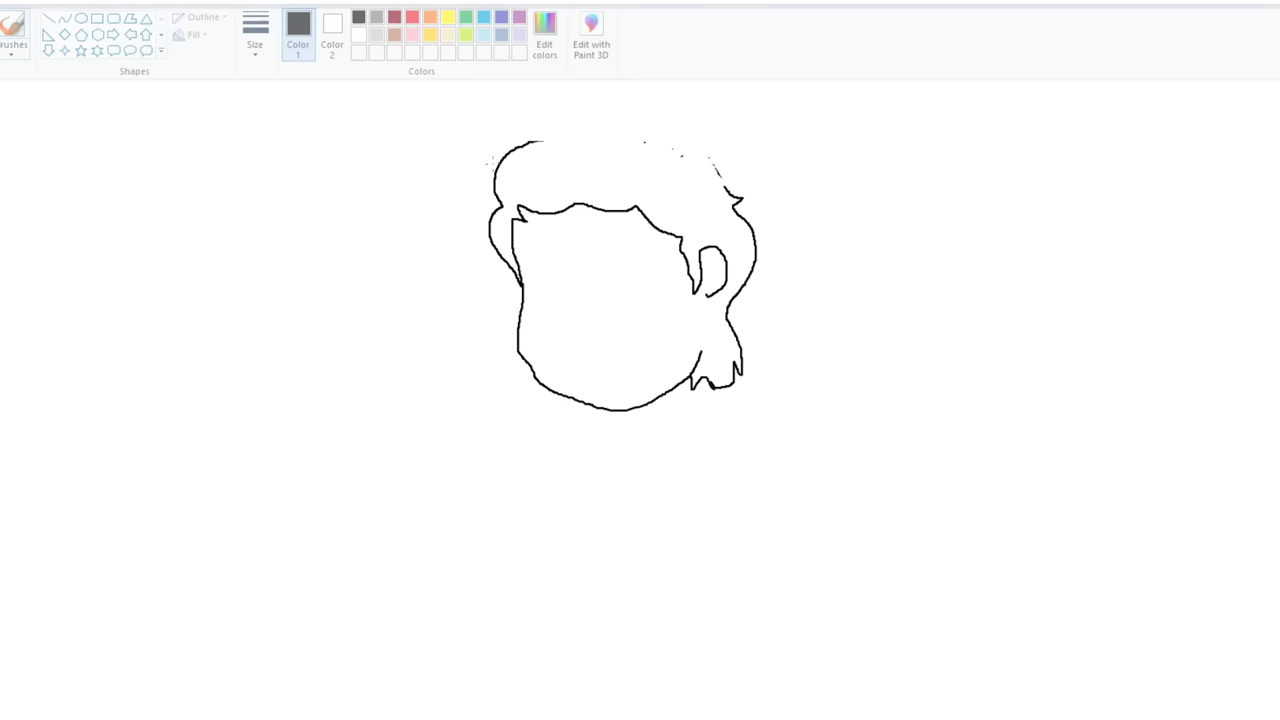 Outline
Fill
rushes
Size
Color
1
Color
2
Edit
colors
Edit with
Paint 3D
Shapes
Colors